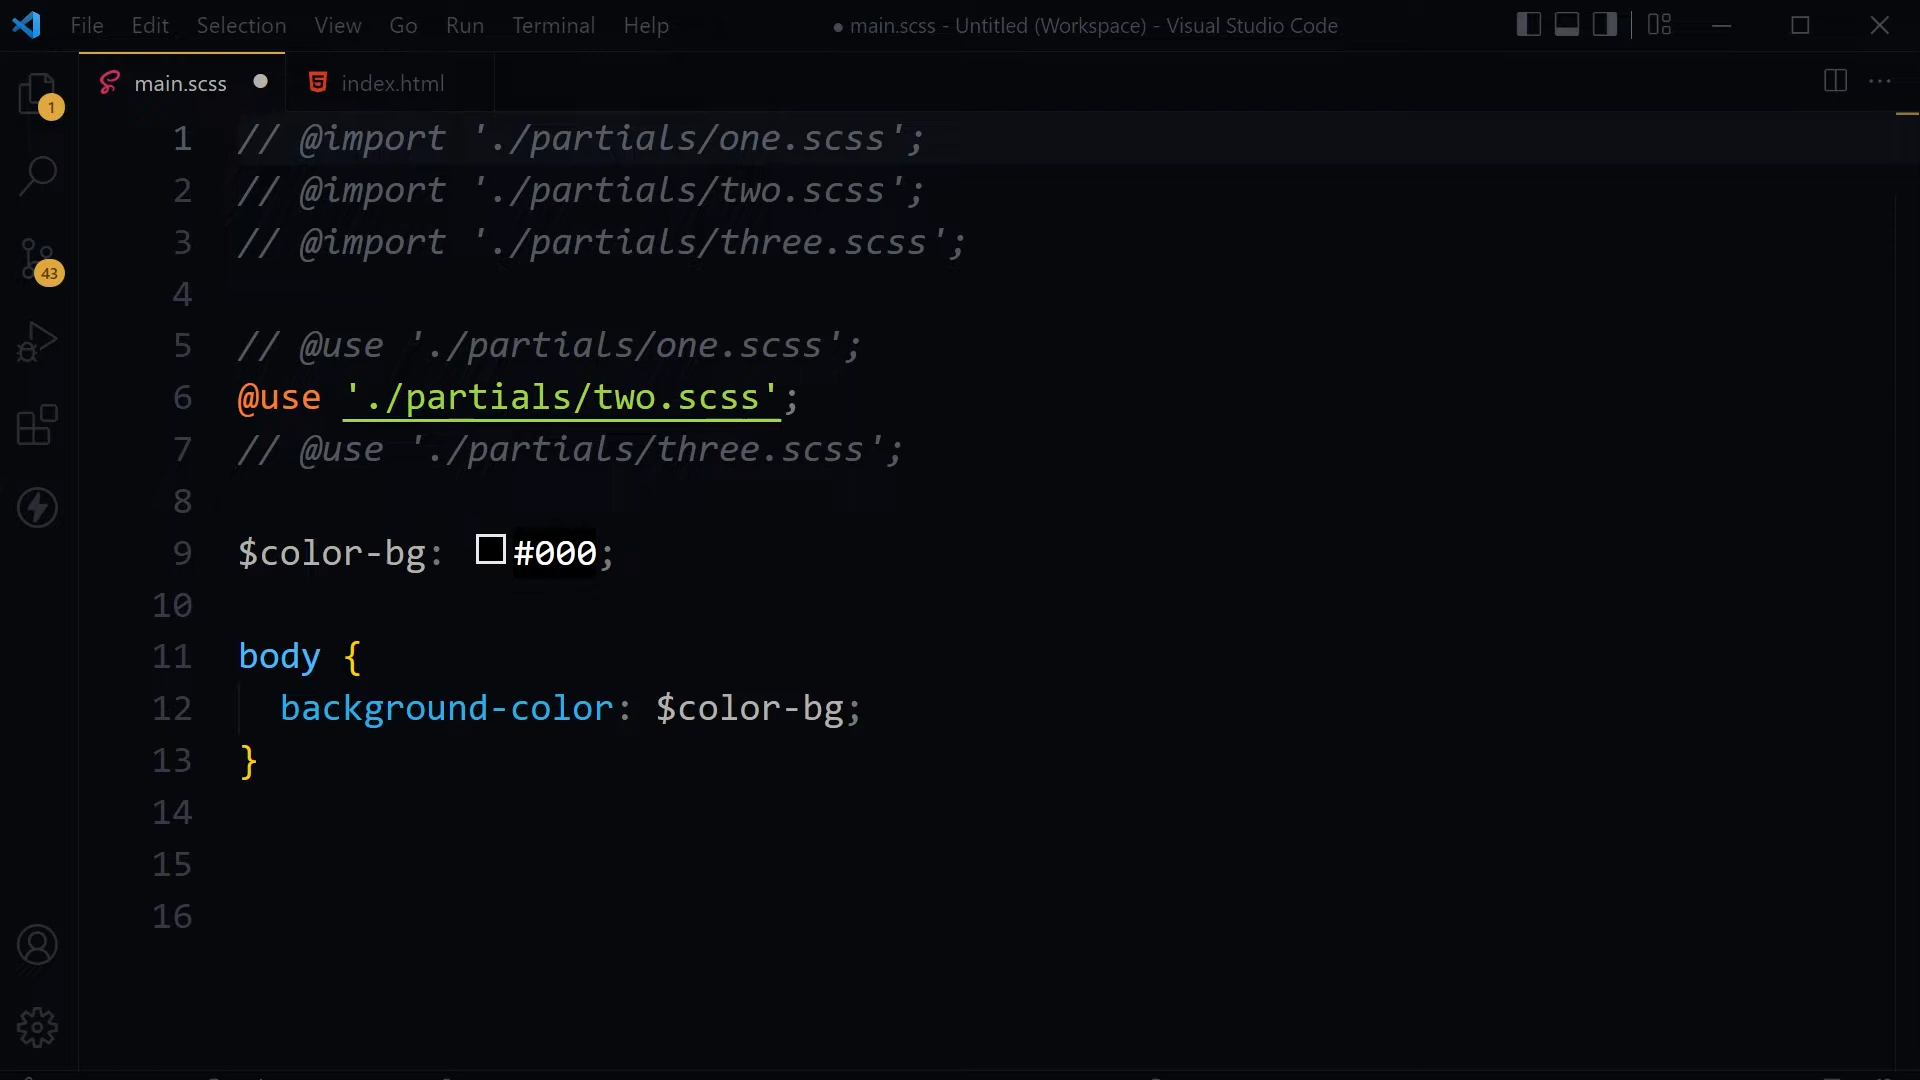 File Edit Selection View Go Run Terminal Help ● main.scss - Untitled (Workspace) - Visual Studio Code
main.scss ● index.html
1
43
1 // @import './partials/one.scss';
2 // @import './partials/two.scss';
3 // @import './partials/three.scss';
4
5 // @use './partials/one.scss';
6 @use './partials/two.scss';
7 // @use './partials/three.scss';
8
9 $color-bg: #000;
10
11 body {
12 background-color: $color-bg;
13 }
14
15
16